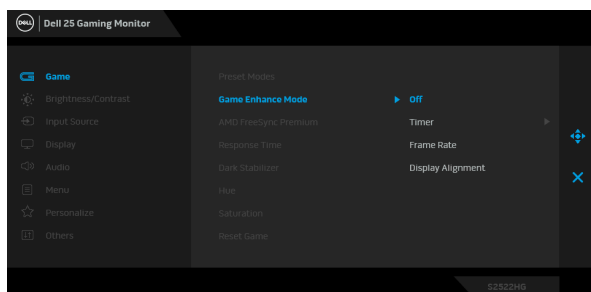 DELL
Dell 25 Gaming Monitor
Game
Brightness/Contrast
Input Source
Display
Audio
Menu
Personalize
Others
Preset Modes
Game Enhance Mode
AMD FreeSync Premium
Response Time
Dark Stabilizer
Hue
Saturation
Reset Game
Off
Timer
Frame Rate
Display Alignment
S2522HG